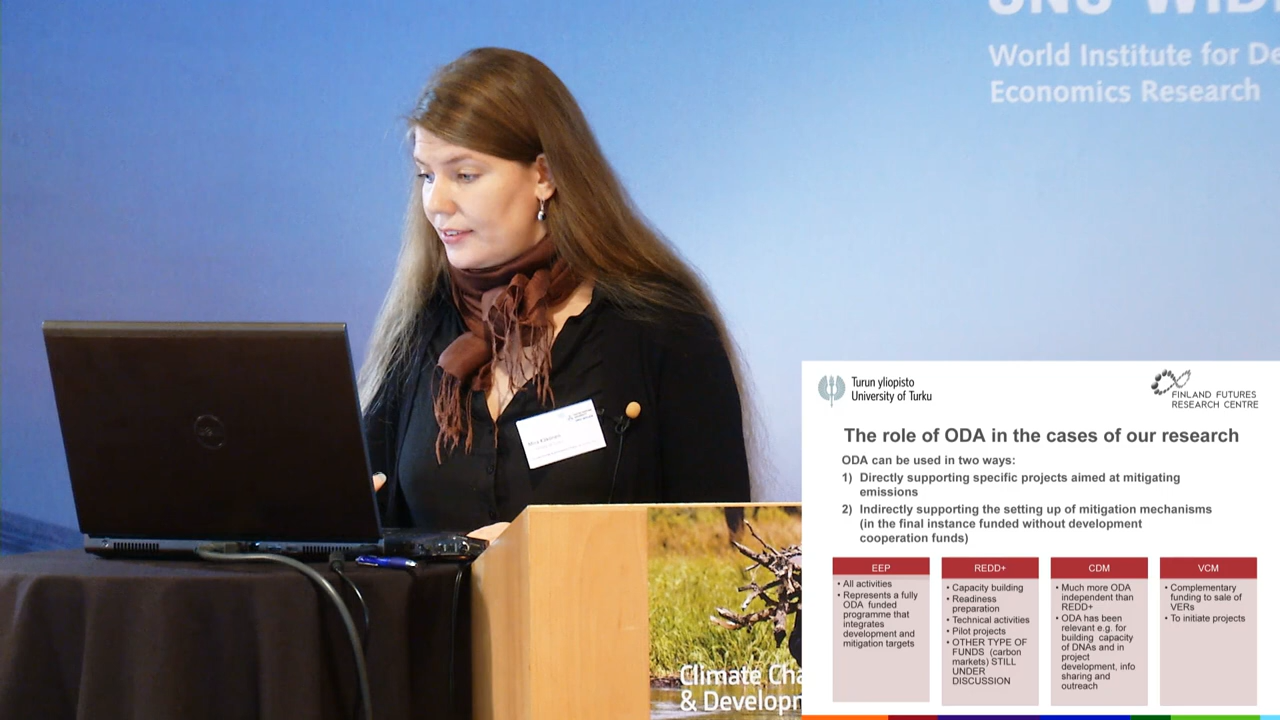 UNU-WIDE
World Institute for De
Economics Research
Turun yliopisto
University of Turku
FINLAND FUTURES
RESEARCH CENTRE
The role of ODA in the cases of our research
ODA can be used in two ways:
1) Directly supporting specific projects aimed at mitigating
emissions
2) Indirectly supporting the setting up of mitigation mechanisms
(in the final instance funded without development
cooperation funds)
EEP
• All activities
• Represents a fully
ODA funded
programme that
integrates
development and
mitigation targets
REDD+
• Capacity building
• Readiness
preparation
• Technical activities
• Pilot projects
• OTHER TYPE OF
FUNDS (carbon
markets) STILL
UNDER
DISCUSSION
CDM
• Much more ODA
independent than
REDD+
• ODA has been
relevant e.g. for
building capacity
of DNAs and in
project
development, info
sharing and
outreach
VCM
• Complementary
funding to sale of
VERs
• To initiate projects
Climate Cha
& Developm